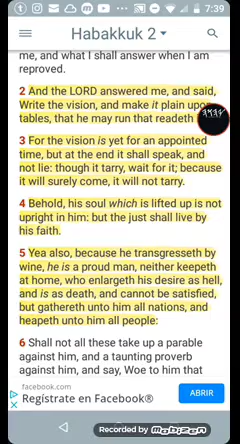 7:39
Habakkuk 2
me, and what I shall answer when I am
reproved.
2 And the LORD answered me, and said,
Write the vision, and make it plain upon
tables, that he may run that readeth
3 For the vision is yet for an appointed
time, but at the end it shall speak, and
not lie: though it tarry, wait for it; because
it will surely come, it will not tarry.
4 Behold, his soul which is lifted up is not
upright in him: but the just shall live by
his faith.
5 Yea also, because he transgresseth by
wine, he is a proud man, neither keepeth
at home, who enlargeth his desire as hell,
and is as death, and cannot be satisfied,
but gathereth unto him all nations, and
heapeth unto him all people:
6 Shall not all these take up a parable
against him, and a taunting proverb
against him, and say, Woe to him that
facebook.com
Regístrate en Facebook®
ABRIR
Recorded by Mobizen